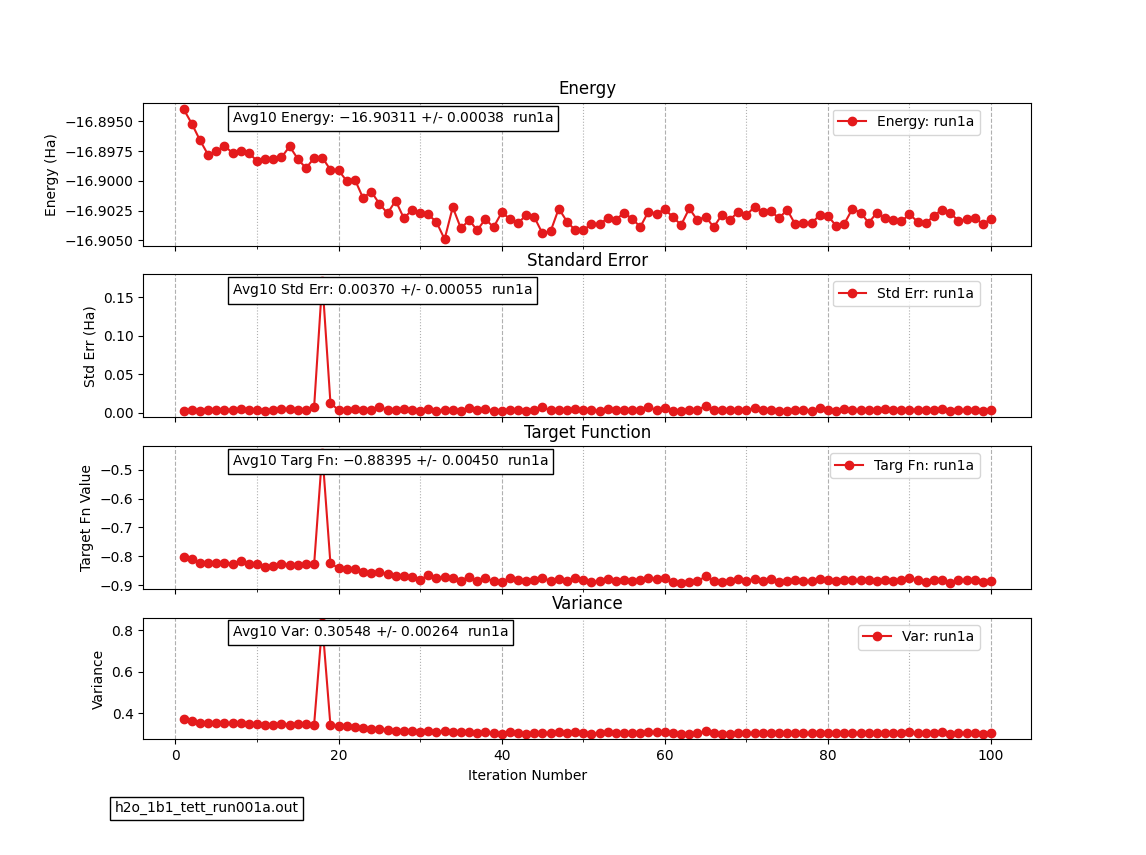 Energy
Energy (Ha)
−16.8950
−16.8975
−16.9000
−16.9025
−16.9050
Avg10 Energy: −16.90311 +/- 0.00038 run1a
Energy: run1a
Standard Error
Std Err (Ha)
0.15
0.10
0.05
0.00
Avg10 Std Err: 0.00370 +/- 0.00055 run1a
Std Err: run1a
Target Function
Target Fn Value
−0.5
−0.6
−0.7
−0.8
−0.9
Avg10 Targ Fn: −0.88395 +/- 0.00450 run1a
Targ Fn: run1a
Variance
Variance
0.8
0.6
0.4
Avg10 Var: 0.30548 +/- 0.00264 run1a
Var: run1a
0 20 40 60 80 100
Iteration Number
h2o_1b1_tett_run001a.out